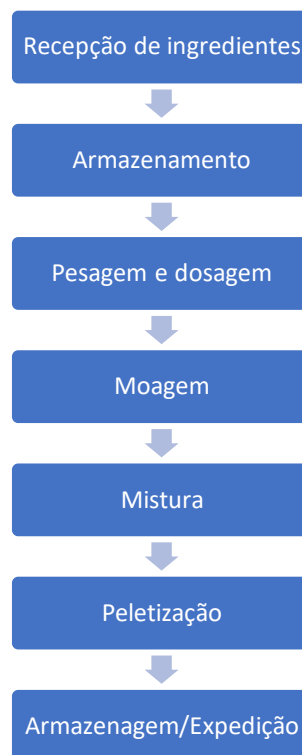 Recepção de ingredientes
Armazenamento
Pesagem e dosagem
Moagem
Mistura
Peletização
Armazenagem/Expedição